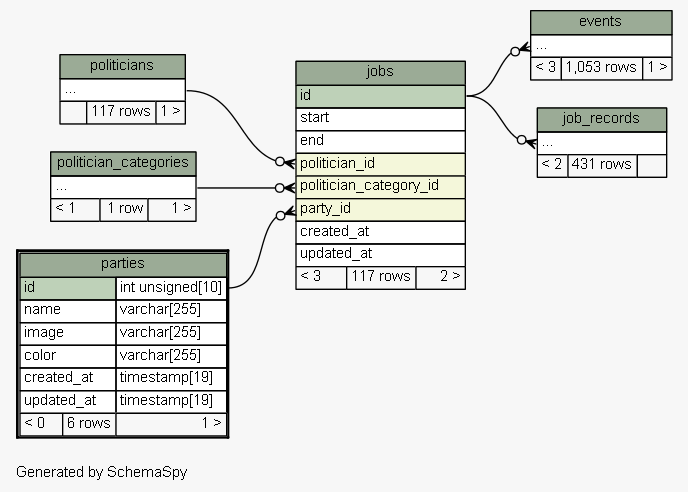 politicians
...
117 rows 1 >
politician_categories
...
< 1 1 row 1 >
parties
id int unsigned[10]
name varchar[255]
image varchar[255]
color varchar[255]
created_at timestamp[19]
updated_at timestamp[19]
< 0 6 rows 1 >
jobs
id
start
end
politician_id
politician_category_id
party_id
created_at
updated_at
< 3 117 rows 2 >
events
...
< 3 1,053 rows 1 >
job_records
...
< 2 431 rows
Generated by SchemaSpy